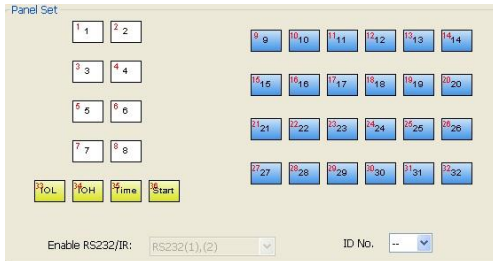 Panel Set
1 1 2 2
9 9 10 10 11 11 12 12 13 13 14 14
3 3 4 4
15 15 16 16 17 17 18 18 19 19 20 20
5 5 6 6
21 21 22 22 23 23 24 24 25 25 26 26
7 7 8 8
27 27 28 28 29 29 30 30 31 31 32 32
33 TOL 34 TOH 35 Time 36 Start
Enable RS232/IR: RS232(1),(2) ID No. --